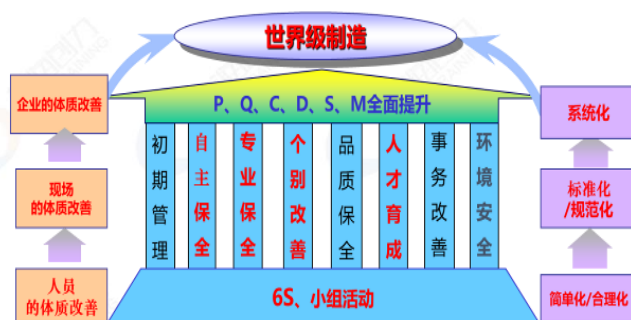 世界级制造
P、Q、C、D、S、M全面提升
企业的体质改善
现场
的体质改善
人员
的体质改善
初期管理
自主保全
专业保全
个别改善
品质保全
人才育成
事务改善
环境安全
6S、小组活动
系统化
标准化
/规范化
简单化/合理化